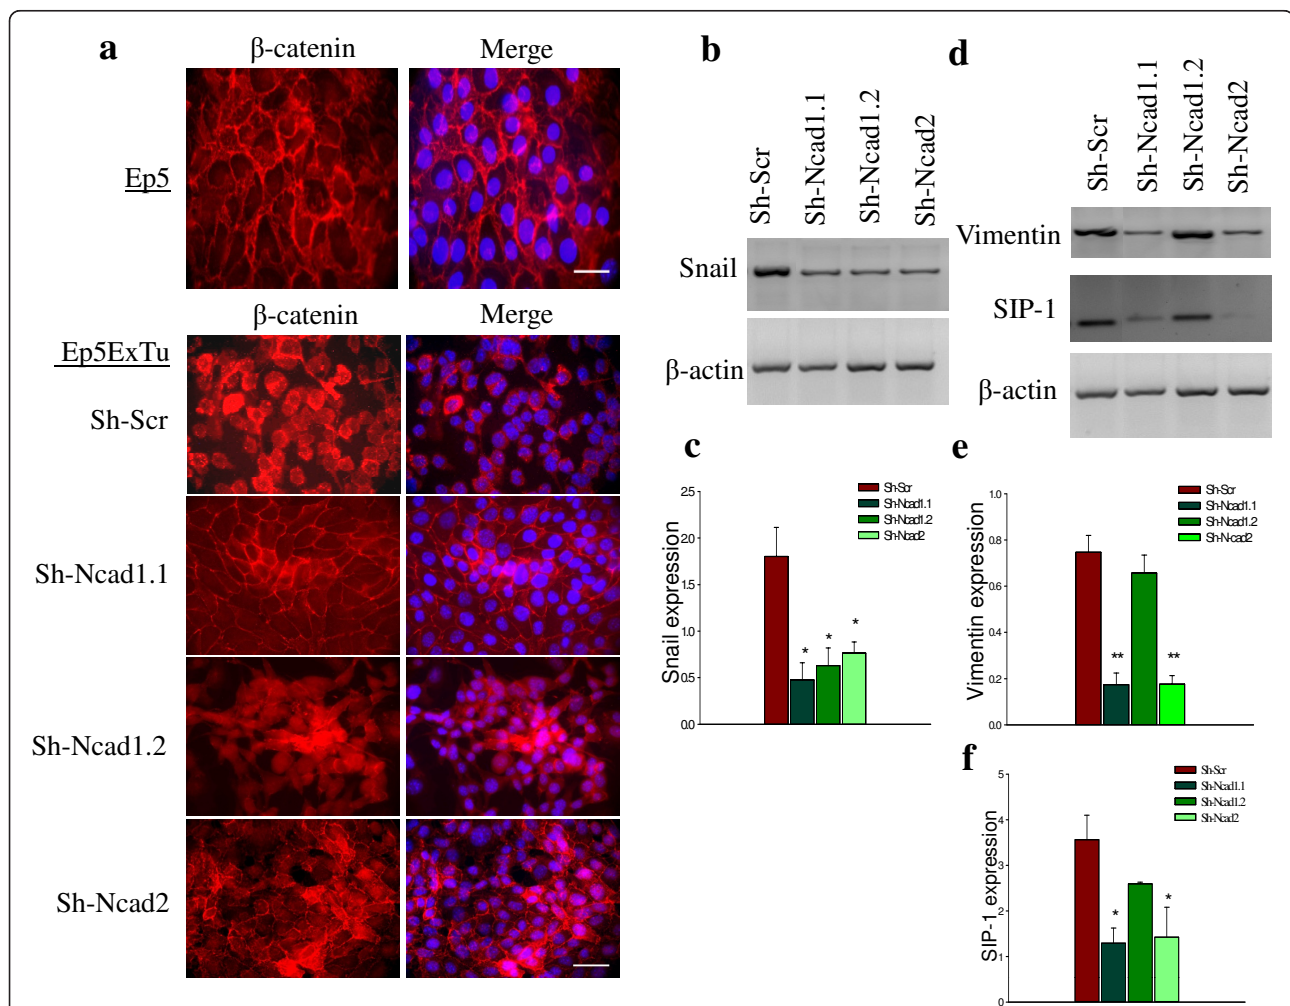 a
β-catenin Merge
Ep5
β-catenin Merge
Ep5ExTu
Sh-Scr
Sh-Ncad1.1
Sh-Ncad1.2
Sh-Ncad2
b
Sh-Scr
Sh-Ncad1.1
Sh-Ncad1.2
Sh-Ncad2
Snail
β-actin
d
Sh-Scr
Sh-Ncad1.1
Sh-Ncad1.2
Sh-Ncad2
Vimentin
SIP-1
β-actin
c
Snail expression
2.5
2.0
1.5
1.0
0.5
0.0
* * *
Sh-Scr
Sh-Ncad1.1
Sh-Ncad1.2
Sh-Ncad2
e
Vimentin expression
1.0
0.8
0.6
0.4
0.2
0.0
** **
Sh-Scr
Sh-Ncad1.1
Sh-Ncad1.2
Sh-Ncad2
f
SIP-1 expression
5
4
3
2
1
0
* *
Sh-Scr
Sh-Ncad1.1
Sh-Ncad1.2
Sh-Ncad2